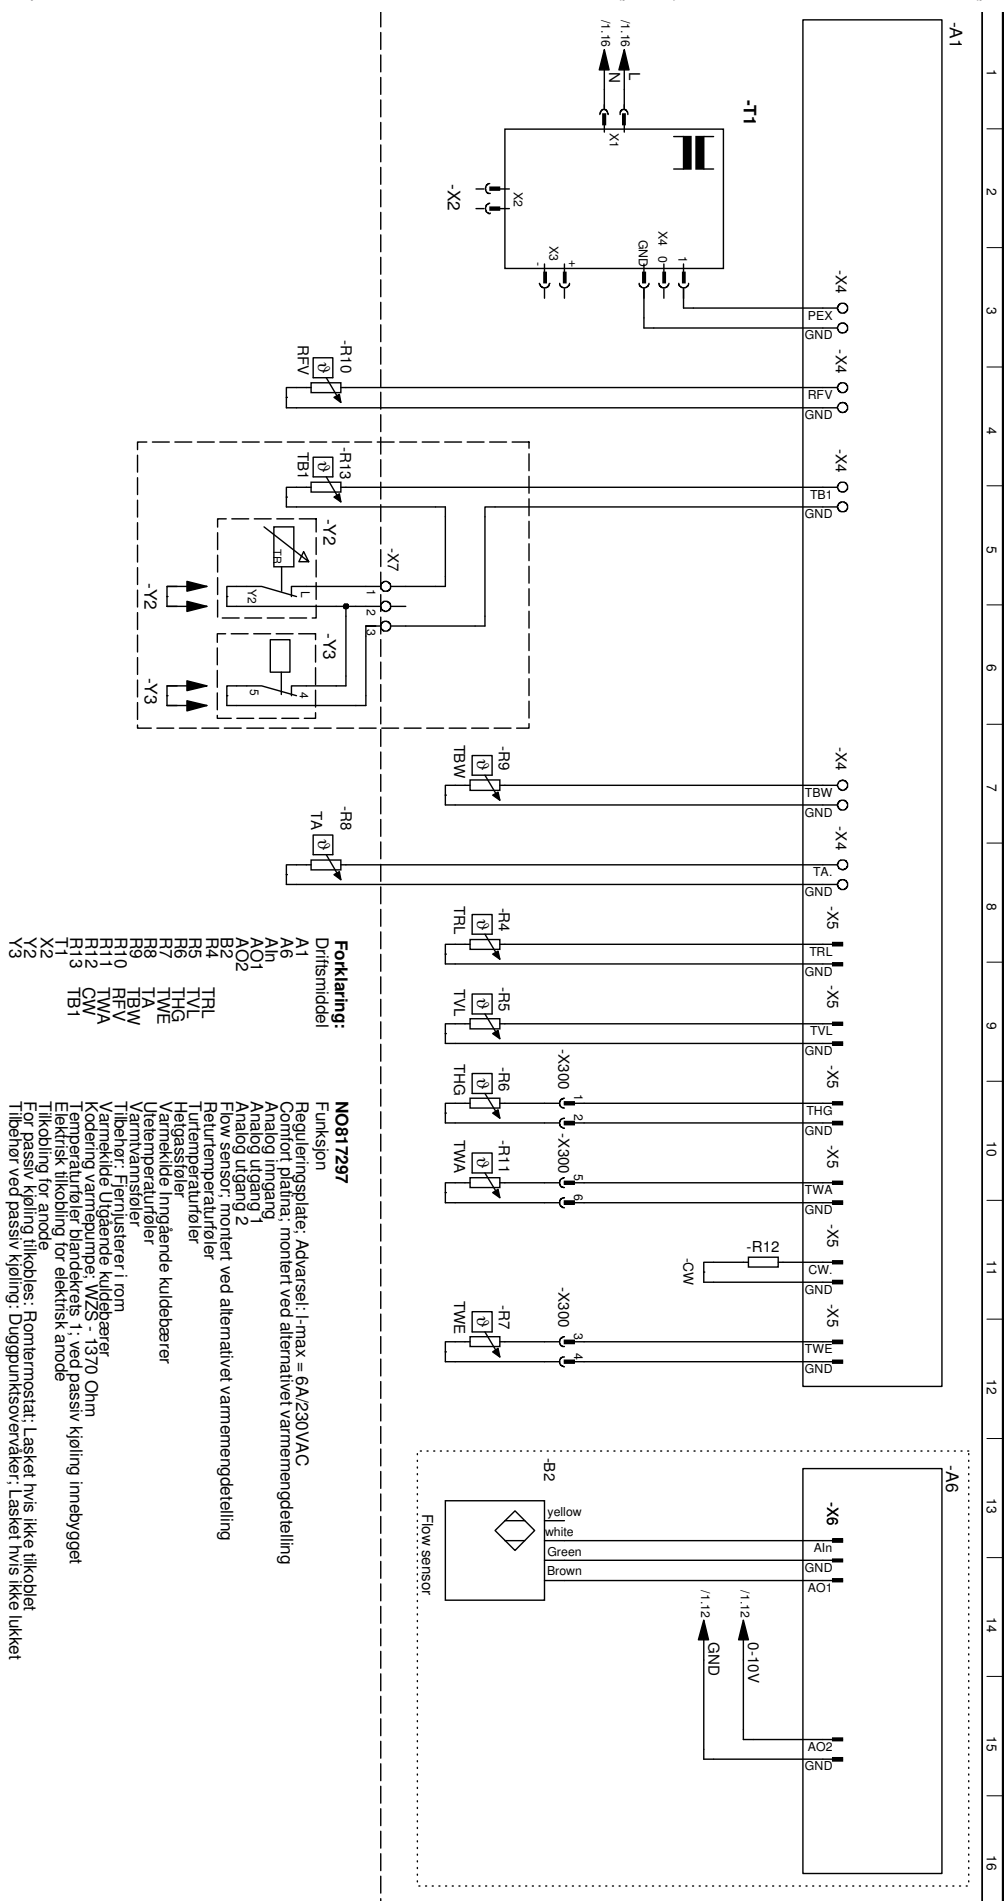 1
2
3
4
5
6
7
8
9
10
11
12
13
14
15
16
-A1
-T1
/1.16
/1.16
L
N
X1
X2
-X2
X3
-
+
X4
GND
0
1
-X4
PEX
GND
-X4
RFV
GND
-R10
RFV
ϑ
-X4
TB1
GND
-R13
TB1
ϑ
-Y2
TR
L
Y2
-Y2
-X7
1
2
3
-Y3
4
5
-Y3
-X4
TBW
GND
-R9
TBW
ϑ
-X4
TA.
GND
-R8
TA
ϑ
-X5
TRL
GND
-R4
TRL
ϑ
-X5
TVL
GND
-R5
TVL
ϑ
-X5
THG
GND
-X300
1
2
-R6
THG
ϑ
-X5
TWA
GND
-X300
5
6
-R11
TWA
ϑ
-X5
CW.
GND
-R12
-CW
-X5
TWE
GND
-X300
3
4
-R7
TWE
ϑ
-A6
-X6
AIn
GND
AO1
AO2
GND
-B2
yellow
white
Green
Brown
Flow sensor
/1.12
0-10V
/1.12
GND
Forklaring: NO817297
Driftsmiddel Funksjon
A1 Reguleringsplate; Advarsel: I-max = 6A/230VAC
A6 Comfort platina; montert ved alternativet varmemengdetelling
AIn Analog inngang
AO1 Analog utgang 1
AO2 Analog utgang 2
B2 Flow sensor; montert ved alternativet varmemengdetelling
R4 TRL Returtemperaturføler
R5 TVL Turtemperaturføler
R6 THG Hetgassføler
R7 TWE Varmekilde Inngående kuldebærer
R8 TA Utetemperaturføler
R9 TBW Varmtvannsføler
R10 RFV Tilbehør: Fjernjusterer i rom
R11 TWA Varmekilde Utgående kuldebærer
R12 CW Kodering varmepumpe; WZS - 1370 Ohm
R13 TB1 Temperaturføler blandekrets 1; ved passiv kjøling innebygget
T1 Elektrisk tilkobling for elektrisk anode
X2 Tilkobling for anode
Y2 For passiv kjøling tilkobles: Romtermostat; Lasket hvis ikke tilkoblet
Y3 Tilbehør ved passiv kjøling: Duggpunktsovervåker; Lasket hvis ikke lukket